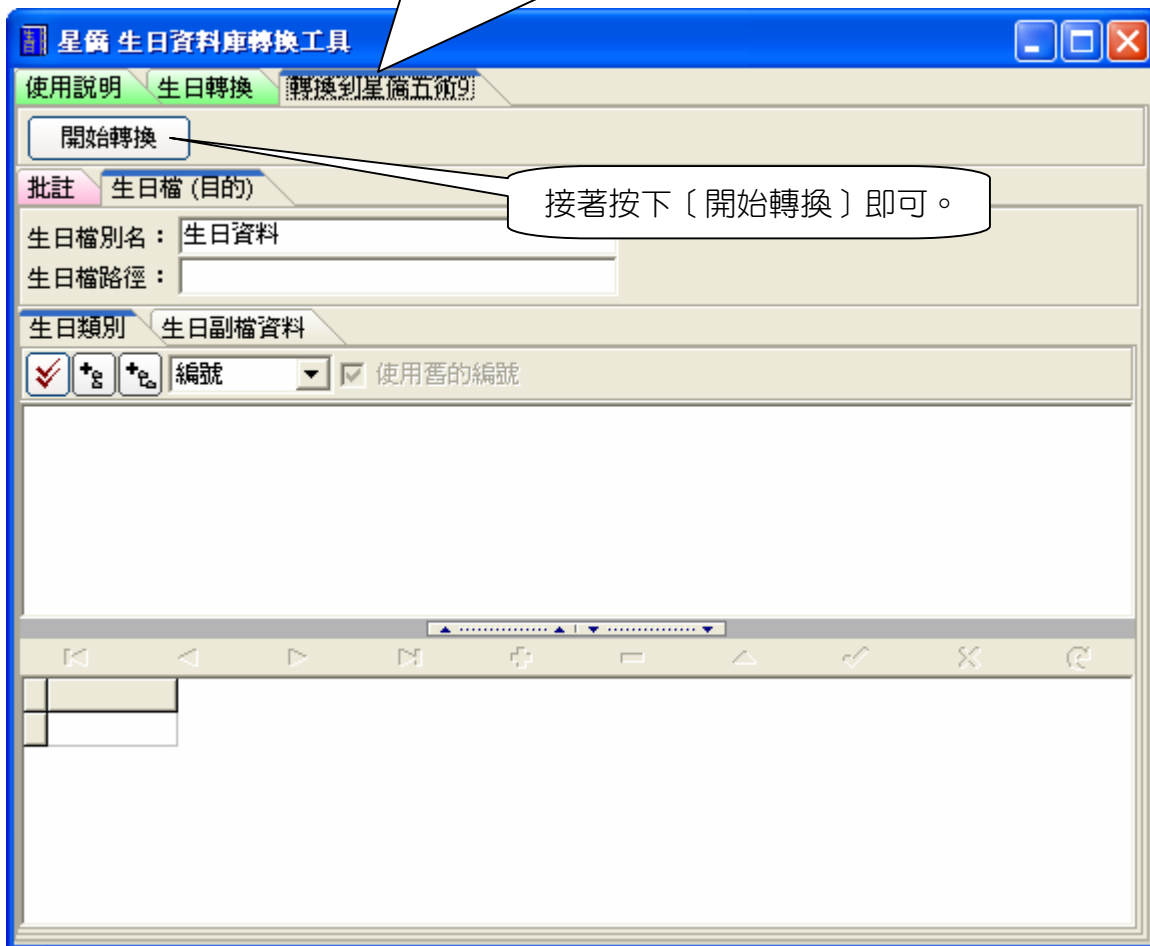 星僑 生日資料庫轉換工具
使用說明 生日轉換 轉換到星僑五術9
開始轉換
接著按下〔開始轉換〕即可。
批註 生日檔 (目的)
生日檔別名： 生日資料
生日檔路徑：
生日類別 生日副檔資料
編號 使用舊的編號